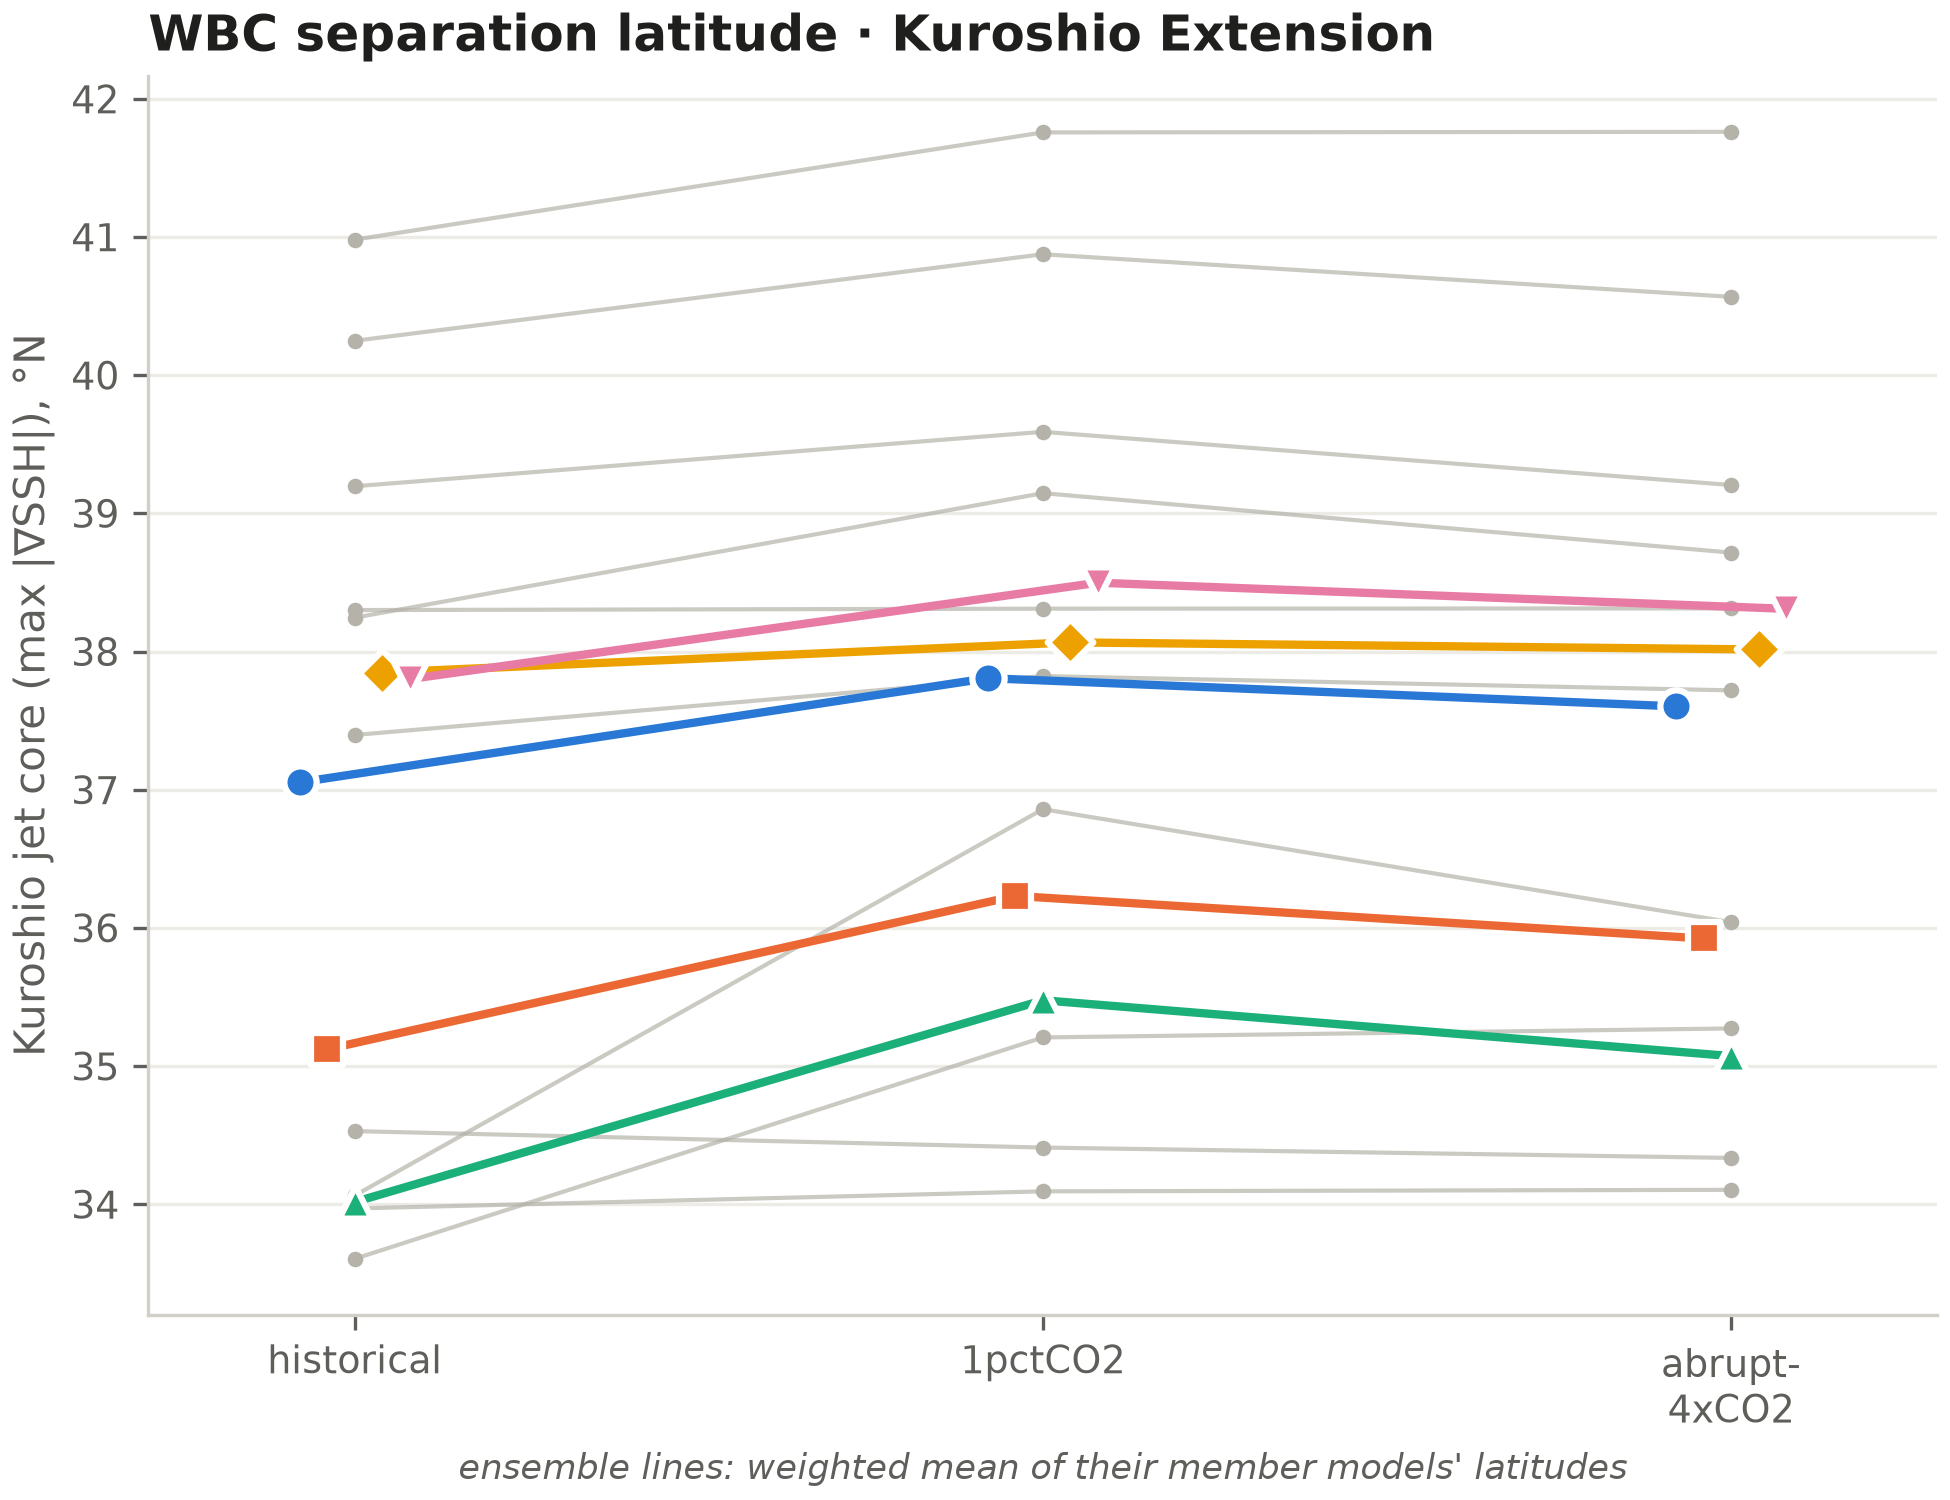 WBC separation latitude · Kuroshio Extension
Kuroshio jet core (max |∇SSH|), °N
42
41
40
39
38
37
36
35
34
historical
1pctCO2
abrupt-
4xCO2
ensemble lines: weighted mean of their member models' latitudes